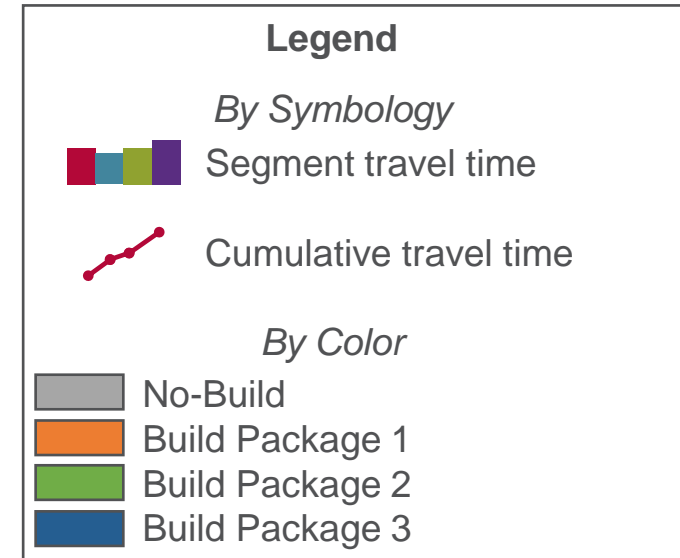 Legend
By Symbology
Segment travel time
Cumulative travel time
By Color
No-Build
Build Package 1
Build Package 2
Build Package 3